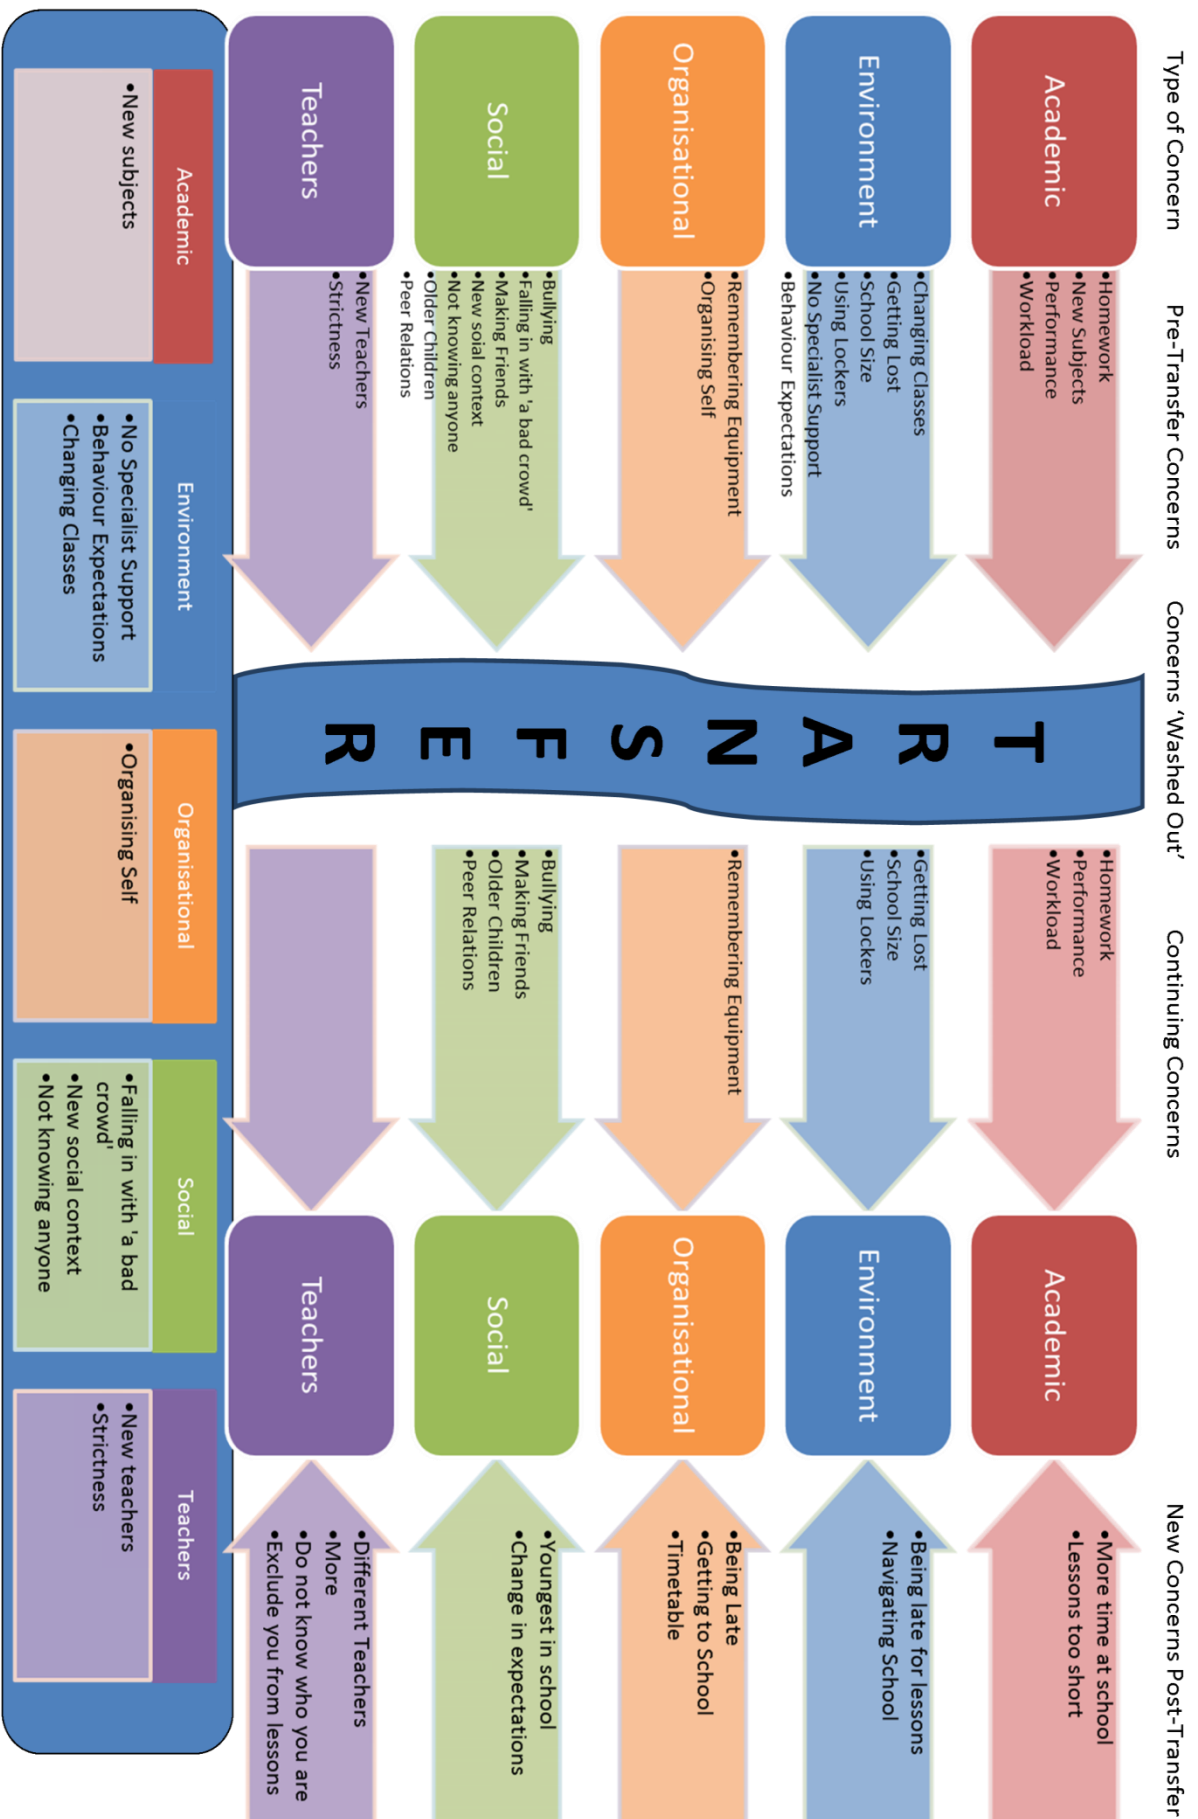 Type of Concern
Pre-Transfer Concerns
Concerns ‘Washed Out’
Continuing Concerns
New Concerns Post-Transfer
Academic
•Homework
•New Subjects
•Performance
•Workload
•Homework
•Performance
•Workload
Academic
•More time at school
•Lessons too short
Environment
•Changing Classes
•Getting Lost
•School Size
•Using Lockers
•No Specialist Support
•Behaviour Expectations
•Getting Lost
•School Size
•Using Lockers
Environment
•Being late for lessons
•Navigating School
Organisational
•Remembering Equipment
•Organising Self
•Remembering Equipment
Organisational
•Being Late
•Getting to School
•Timetable
Social
•Bullying
•Falling in with 'a bad crowd'
•Making Friends
•New soial context
•Not knowing anyone
•Older Children
•Peer Relations
•Bullying
•Making Friends
•Older Children
•Peer Relations
Social
•Youngest in school
•Change in expectations
Teachers
•New Teachers
•Strictness
Teachers
•Different Teachers
•More
•Do not know who you are
•Exclude you from lessons
TRANSFER
Academic
•New subjects
Environment
•No Specialist Support
•Behaviour Expectations
•Changing Classes
Organisational
•Organising Self
Social
•Falling in with 'a bad
crowd'
•New social context
•Not knowing anyone
Teachers
•New teachers
•Strictness